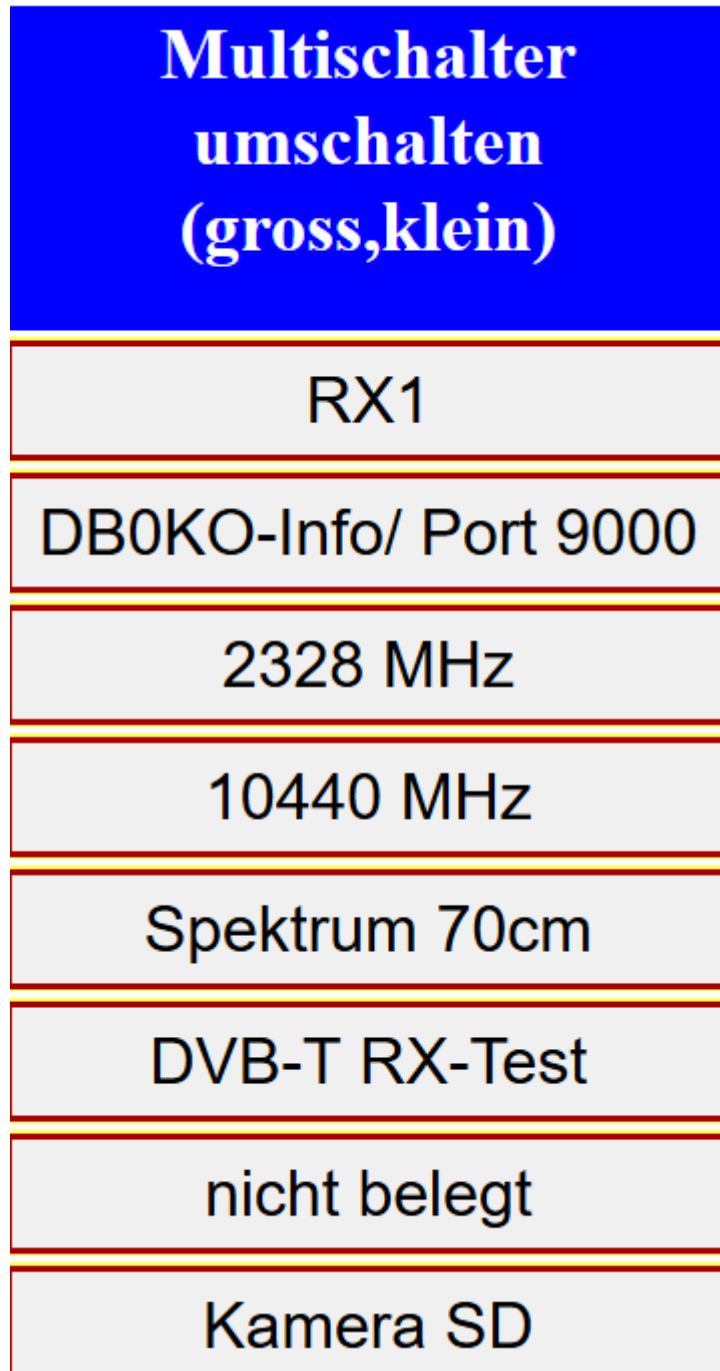 Multischalter
umschalten
(gross,klein)
RX1
DB0KO-Info/ Port 9000
2328 MHz
10440 MHz
Spektrum 70cm
DVB-T RX-Test
nicht belegt
Kamera SD